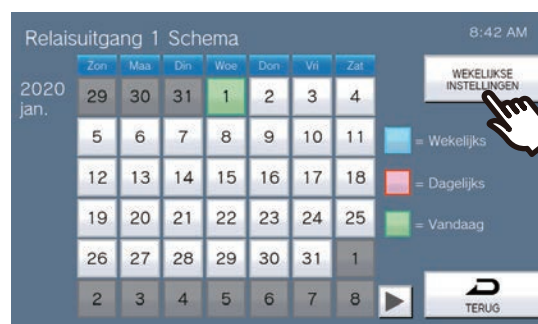 Relaisuitgang 1 Schema
8:42 AM
2020
jan.
Zon Maa Din Woe Don Vri Zat
29 30 31 1 2 3 4
5 6 7 8 9 10 11
12 13 14 15 16 17 18
19 20 21 22 23 24 25
26 27 28 29 30 31 1
2 3 4 5 6 7 8
WEKELIJKSE
INSTELLINGEN
= Wekelijks
= Dagelijks
= Vandaag
TERUG